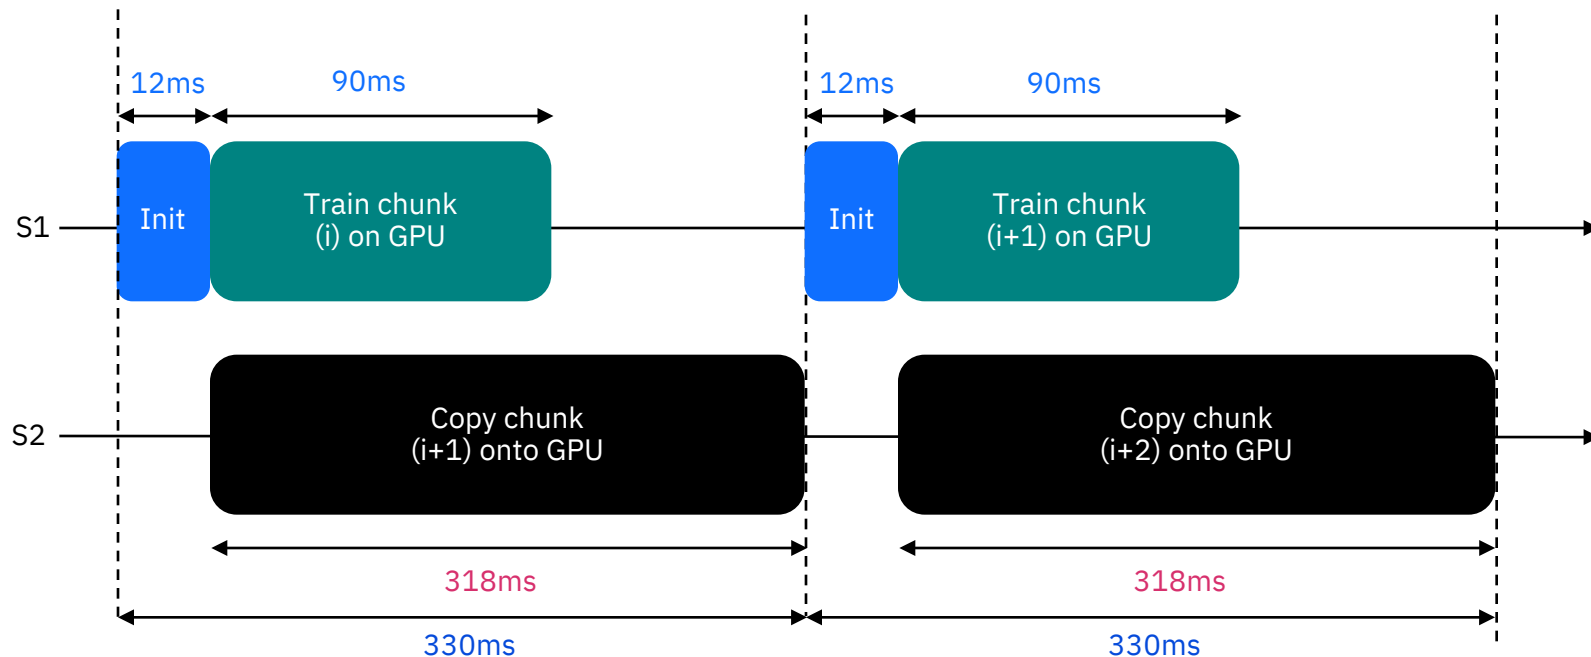 12ms
90ms
12ms
90ms
S1
Init
Train chunk
(i) on GPU
Init
Train chunk
(i+1) on GPU
S2
Copy chunk
(i+1) onto GPU
Copy chunk
(i+2) onto GPU
318ms
318ms
330ms
330ms